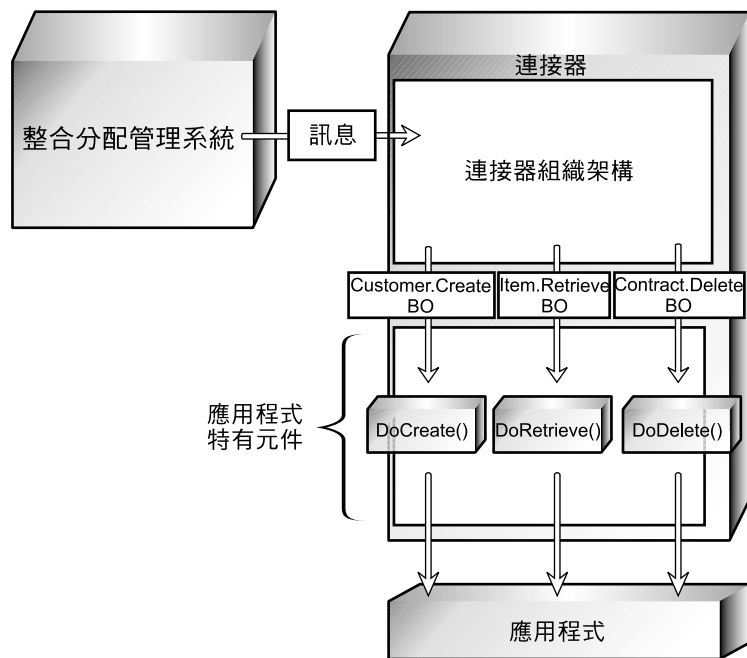 連接器
整合分配管理系統
訊息
連接器組織架構
Customer.Create
BO
Item.Retrieve
BO
Contract.Delete
BO
應用程式
特有元件
DoCreate()
DoRetrieve()
DoDelete()
應用程式